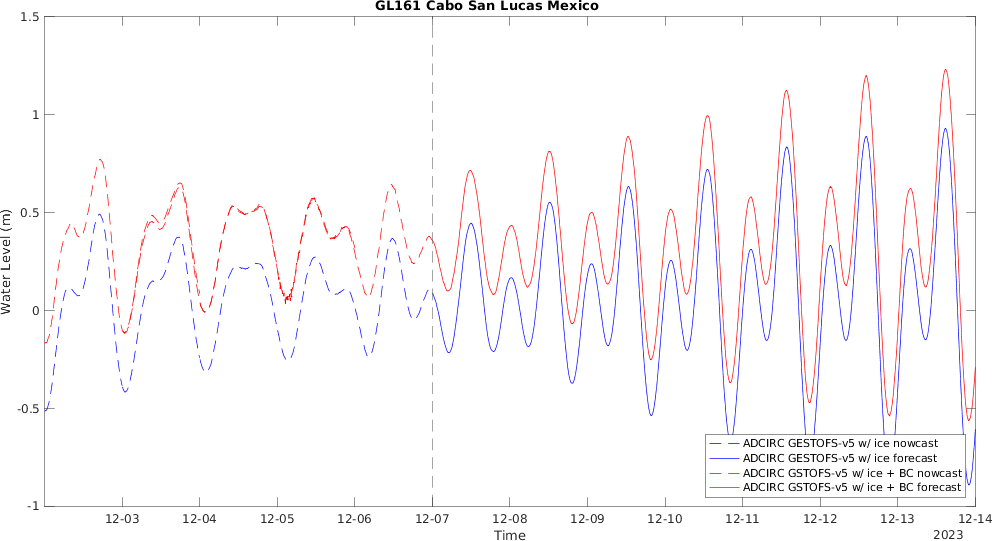 GL161 Cabo San Lucas Mexico
1.5
1
0.5
0
-0.5
-1
Water Level (m)
12-03
12-04
12-05
12-06
12-07
12-08
12-09
12-10
12-11
12-12
12-13
12-14
Time
2023
ADCIRC GESTOFS-v5 w/ ice nowcast
ADCIRC GESTOFS-v5 w/ ice forecast
ADCIRC GSTOFS-v5 w/ ice + BC nowcast
ADCIRC GSTOFS-v5 w/ ice + BC forecast